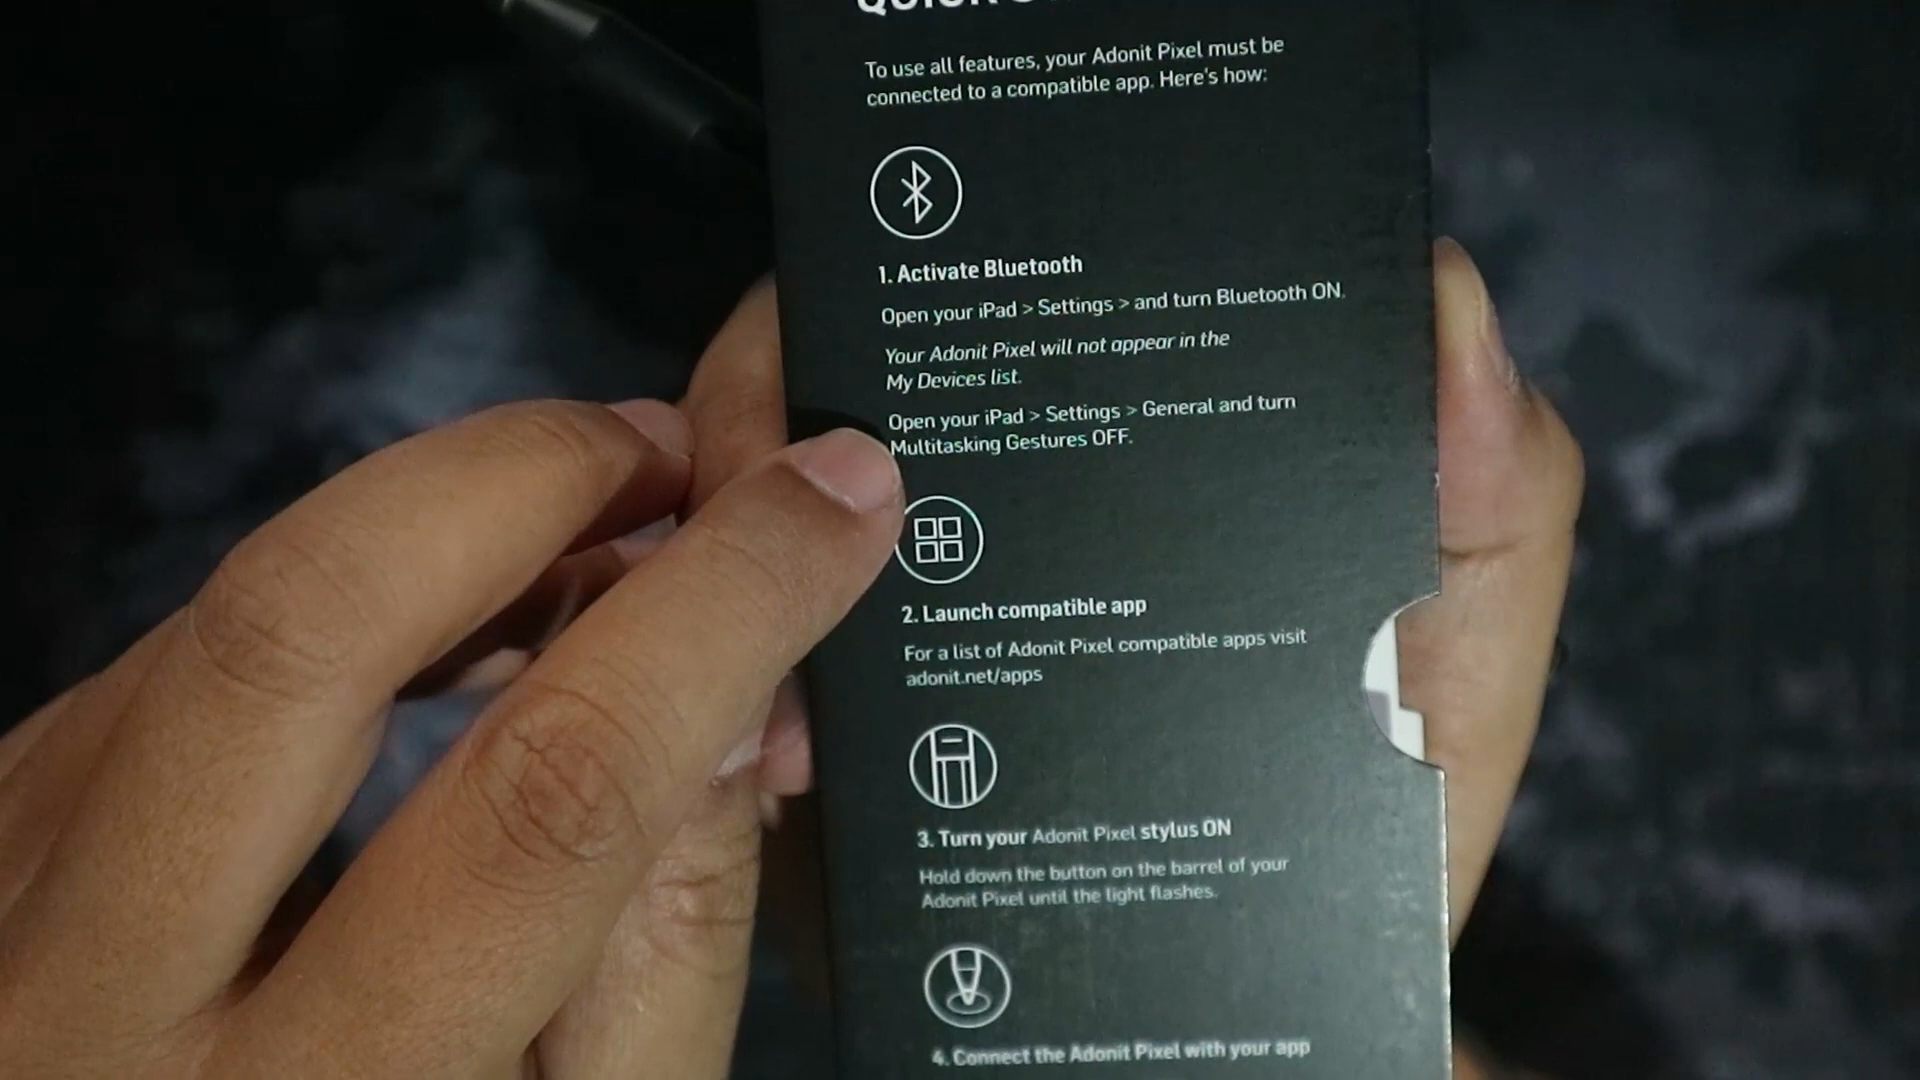 QUICK
To use all features, your Adonit Pixel must be
connected to a compatible app. Here's how:
1. Activate Bluetooth
Open your iPad > Settings > and turn Bluetooth ON.
Your Adonit Pixel will not appear in the
My Devices list.
Open your iPad > Settings > General and turn
Multitasking Gestures OFF.
2. Launch compatible app
For a list of Adonit Pixel compatible apps visit
adonit.net/apps
3. Turn your Adonit Pixel stylus ON
Hold down the button on the barrel of your
Adonit Pixel until the light flashes.
4. Connect the Adonit Pixel with your app